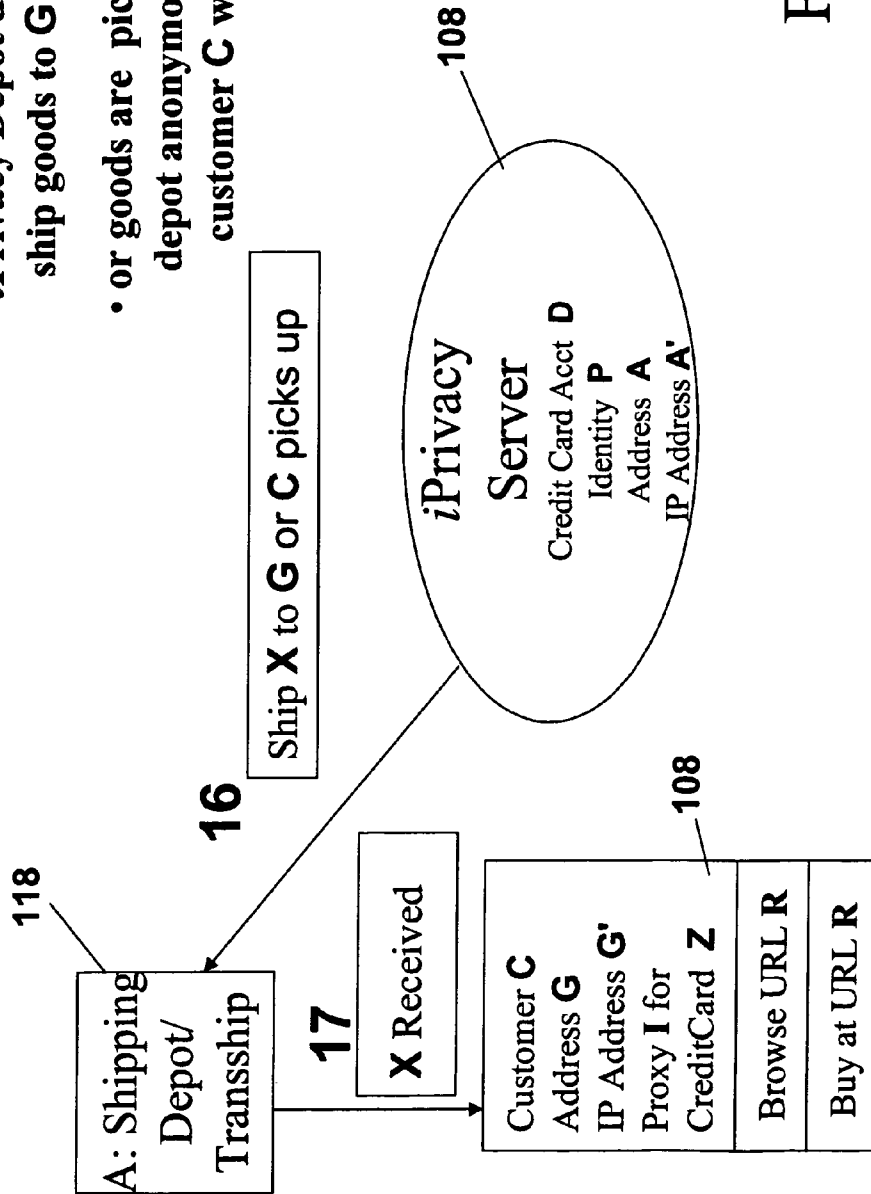 ship goods to G
• or goods are pic
depot anonymo
customer C w
118
A: Shipping
Depot/
Transship
16
Ship X to G or C picks up
108
iPrivacy
Server
Credit Card Acct D
Identity P
Address A
IP Address A'
17
X Received
108
Customer C
Address G
IP Address G'
Proxy I for
CreditCard Z
Browse URL R
Buy at URL R